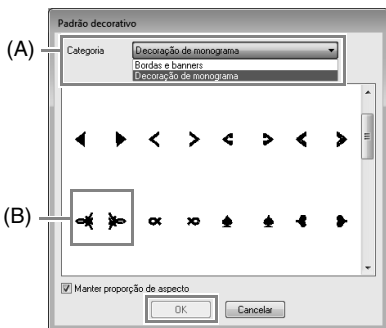 Padrão decorativo
(A)
Categoria Decoração de monograma
Bordas e banners
Decoração de monograma
(B)
Manter proporção de aspecto
OK Cancelar